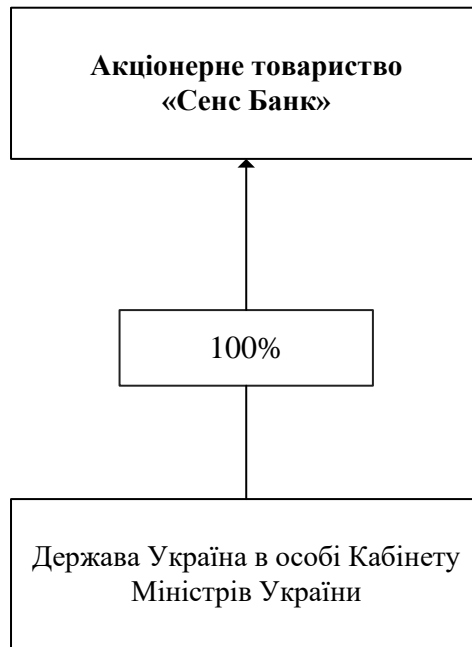 Акціонерне товариство
«Сенс Банк»
100%
Держава Україна в особі Кабінету
Міністрів України